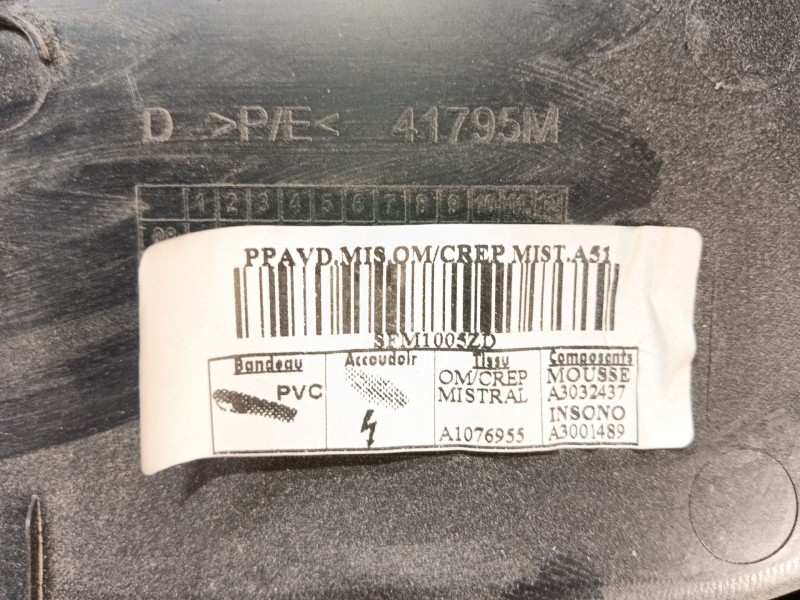 D >P/E< 41795M
1 2 3 4 5 6 7 8 9 10 11 12
PPAVD.MIS.OM/CREP MIST.A51
SFM1005ZD
Bandeau Accoudoir Tissu Composants
PVC OM/CREP MOUSSE
MISTRAL A3032437
INSONO
A1076955 A3001489